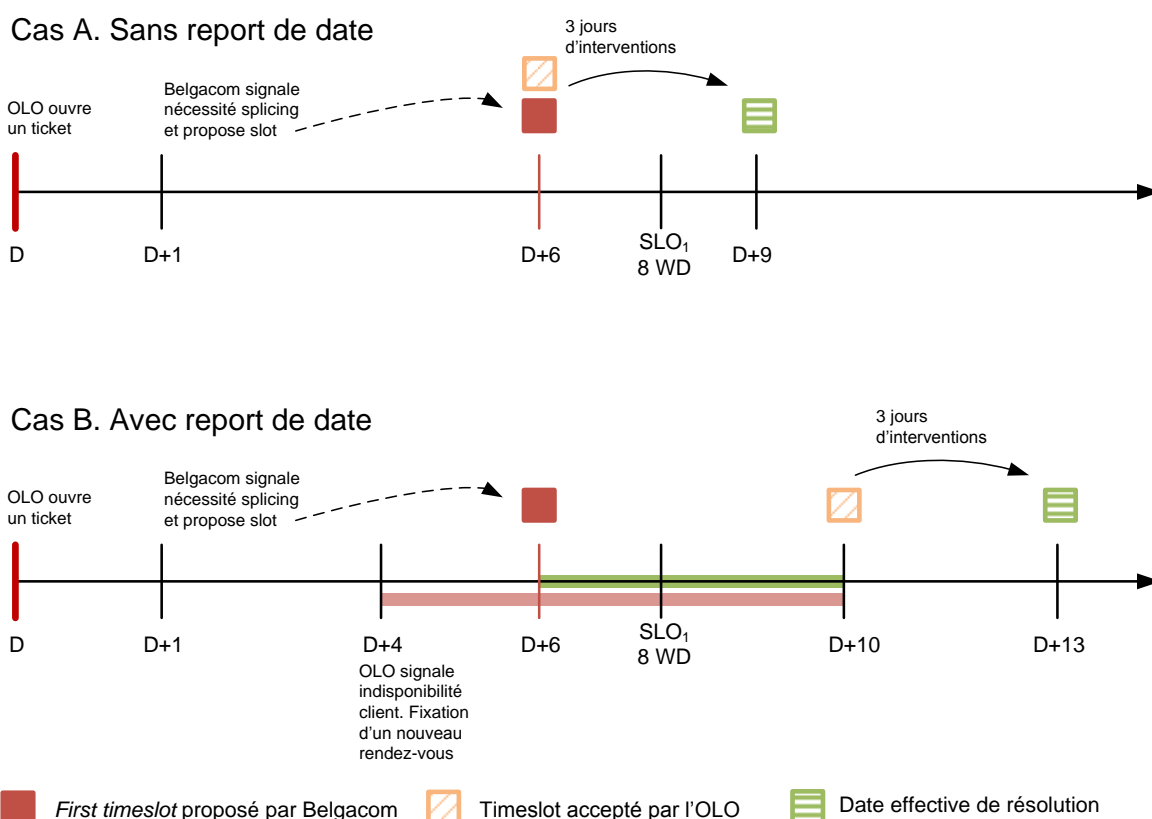 Cas A. Sans report de date
3 jours
d'interventions
OLO ouvre
un ticket
Belgacom signale
nécessité splicing
et propose slot
D
D+1
D+6
SLO₁
8 WD
D+9
Cas B. Avec report de date
3 jours
d'interventions
OLO ouvre
un ticket
Belgacom signale
nécessité splicing
et propose slot
D
D+1
D+4
OLO signale
indisponibilité
client. Fixation
d'un nouveau
rendez-vous
D+6
SLO₁
8 WD
D+10
D+13
First timeslot proposé par Belgacom
Timeslot accepté par l'OLO
Date effective de résolution